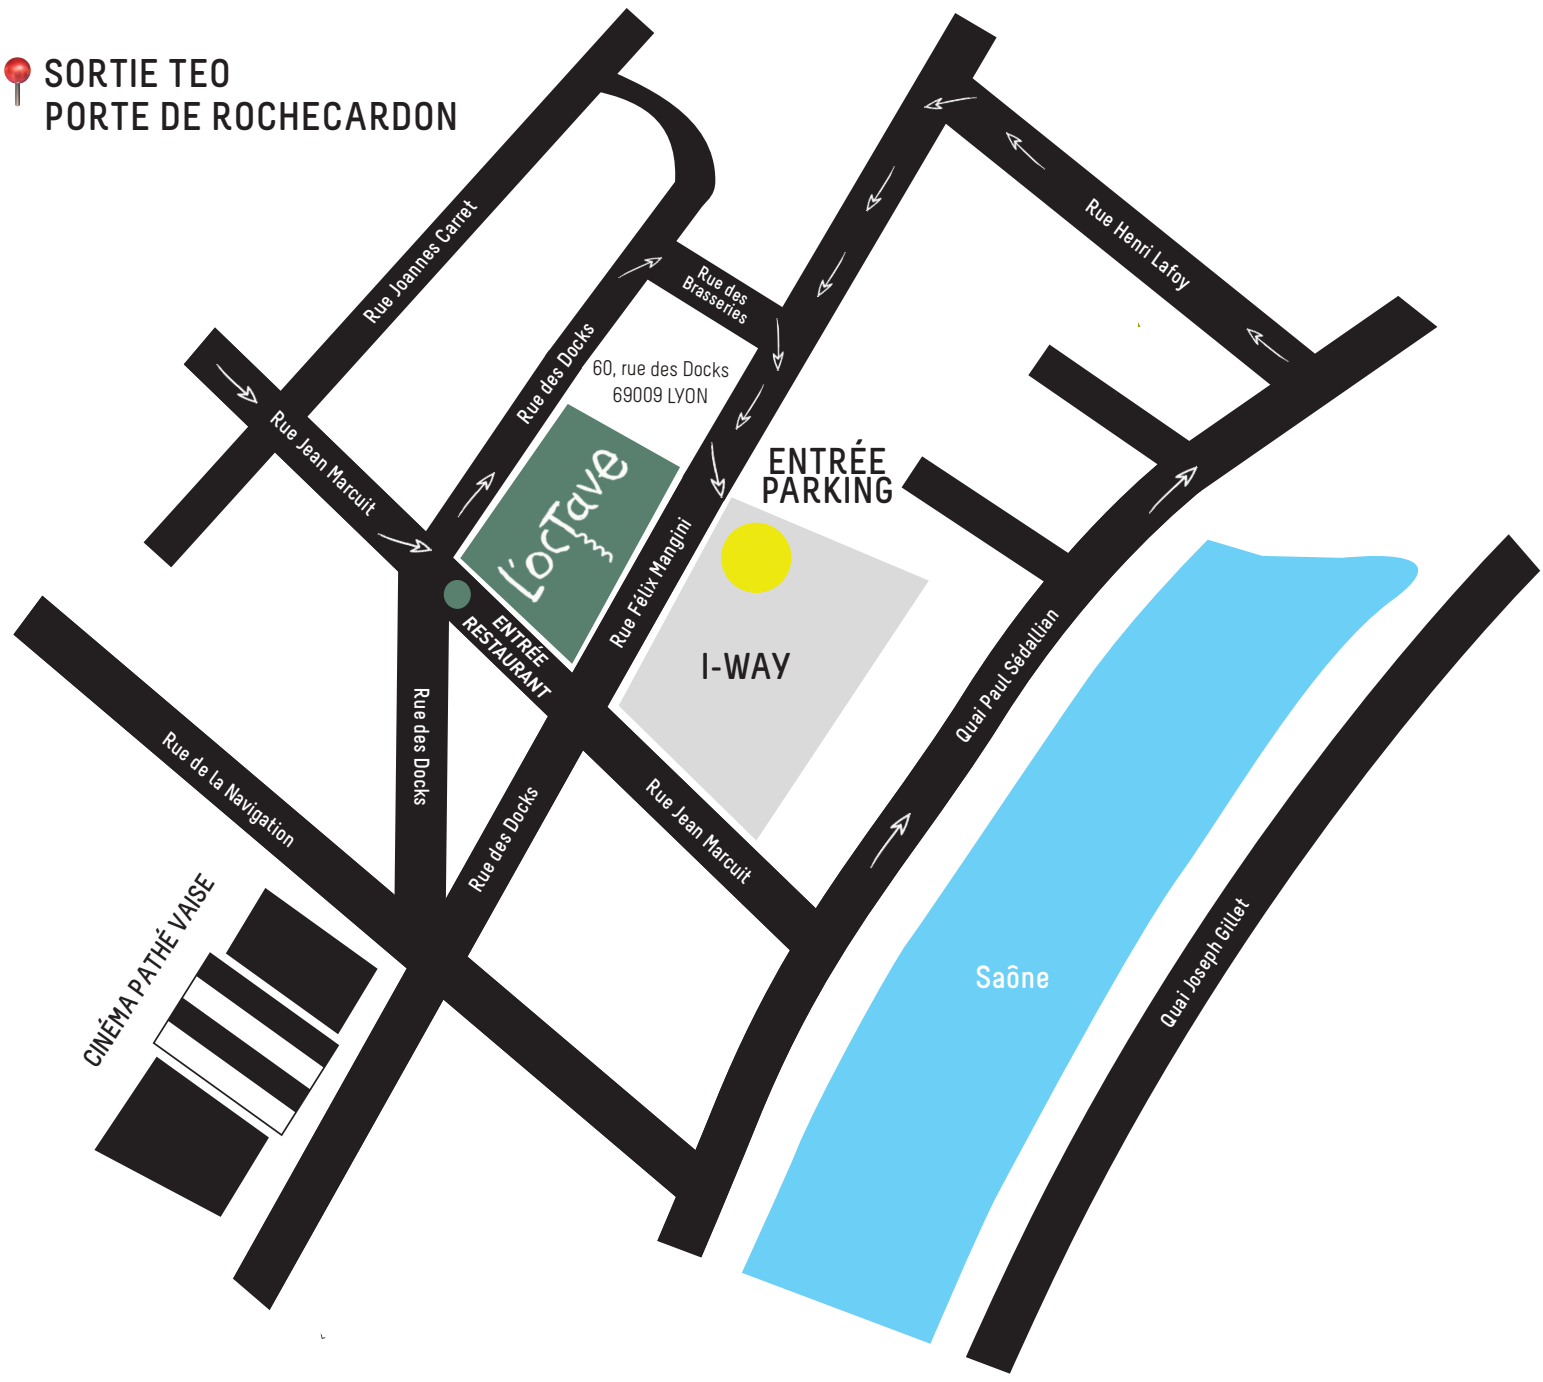 SORTIE TEO
PORTE DE ROCHECARDON
Rue Joannes Carret
Rue Henri Lafoy
Rue des
Brasseries
Rue des Docks
60, rue des Docks
69009 LYON
Rue Jean Marcuit
L'ocTave
ENTRÉE
PARKING
Rue Félix Mangini
ENTRÉE
RESTAURANT
I-WAY
Quai Paul Sédallian
Rue des Docks
Rue de la Navigation
Rue des Docks
Rue Jean Marcuit
CINÉMA PATHÉ VAISE
Saône
Quai Joseph Gillet